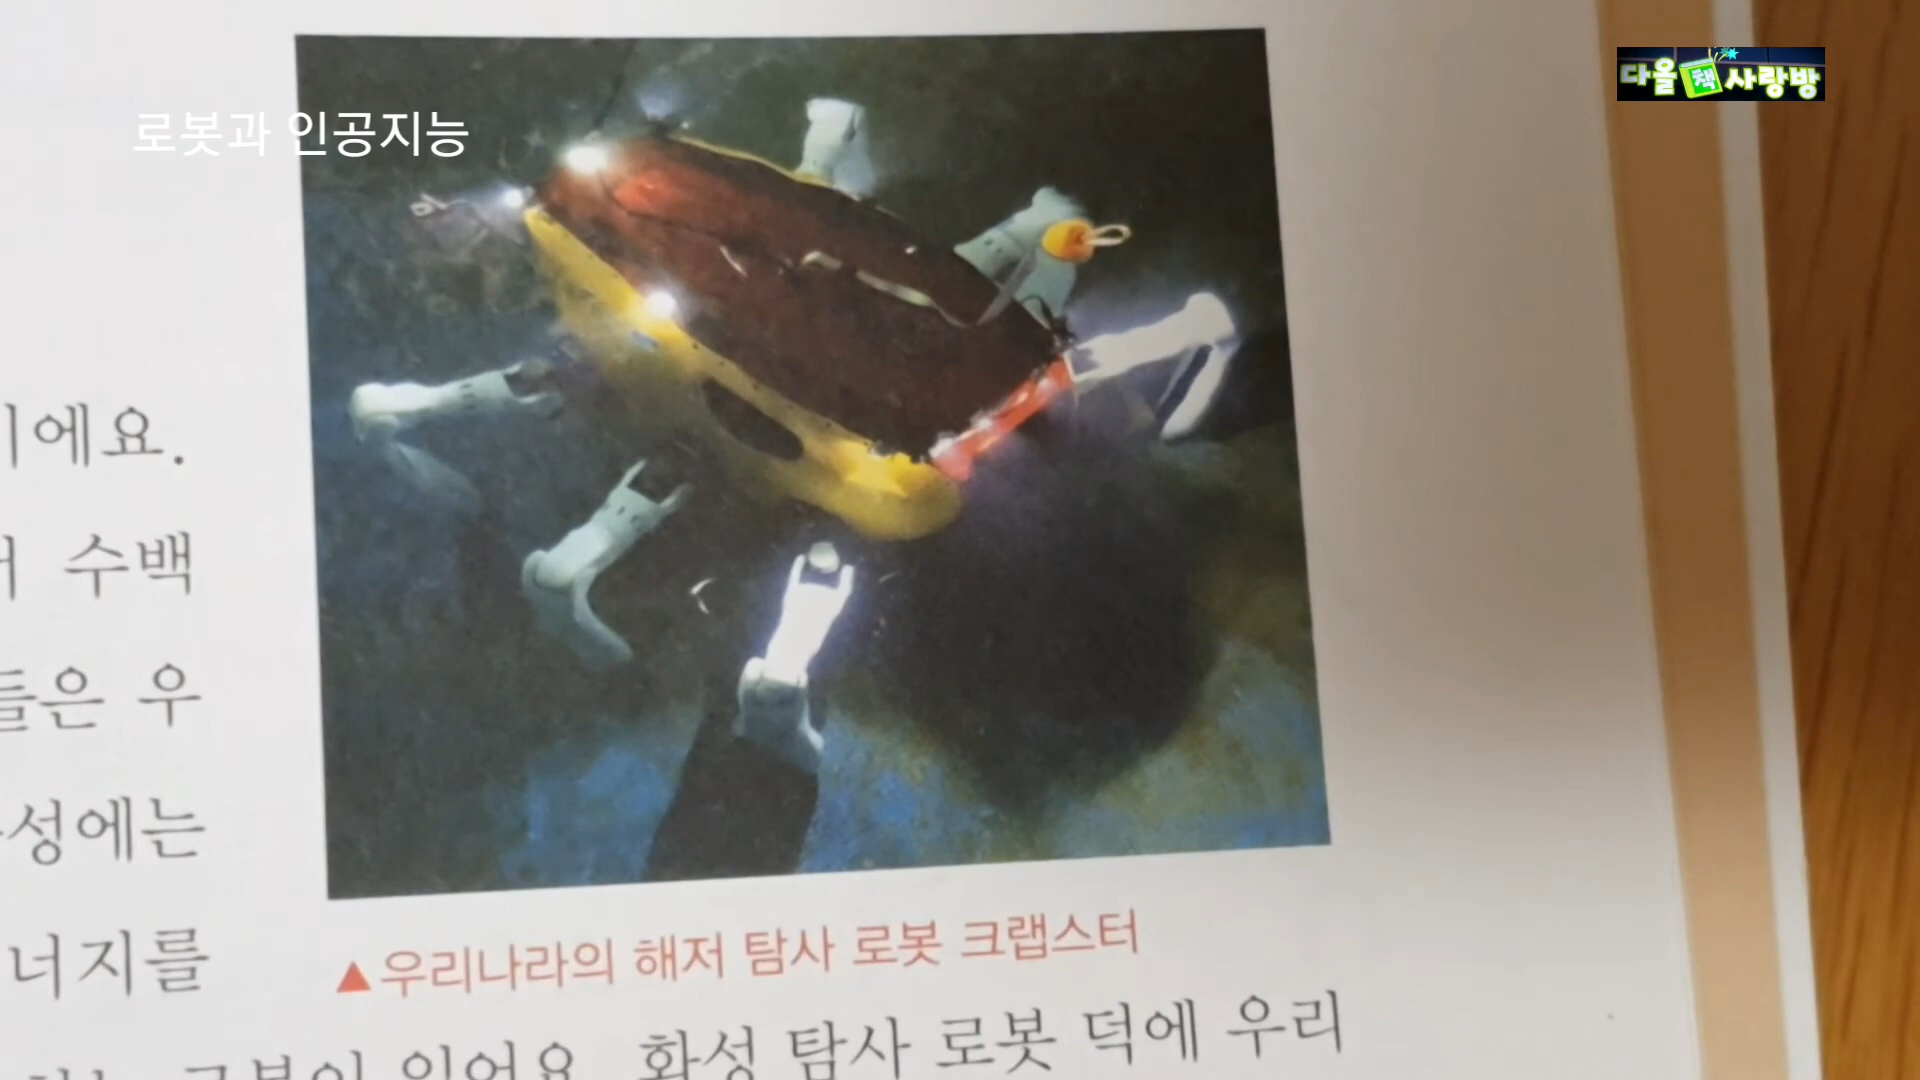 로봇과 인공지능
다올 책 사랑방
이에요.
수백
들은 우
성에는
너지를
▲우리나라의 해저 탐사 로봇 크랩스터
화성 탐사 로봇 덕에 우리